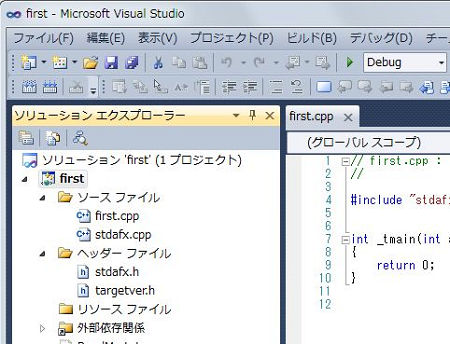 first - Microsoft Visual Studio
ファイル(F) 編集(E) 表示(V) プロジェクト(P) ビルド(B) デバッグ(D) チー
Debug
ソリューション エクスプローラー
first.cpp
(グローバル スコープ)
ソリューション 'first' (1 プロジェクト)
first
ソース ファイル
first.cpp
stdafx.cpp
ヘッダー ファイル
stdafx.h
targetver.h
リソース ファイル
外部依存関係
1 // first.cpp :
2 //
3
4 #include "stdaf
5
6
7 int _tmain(int a
8 {
9 return 0;
10 }
11
12